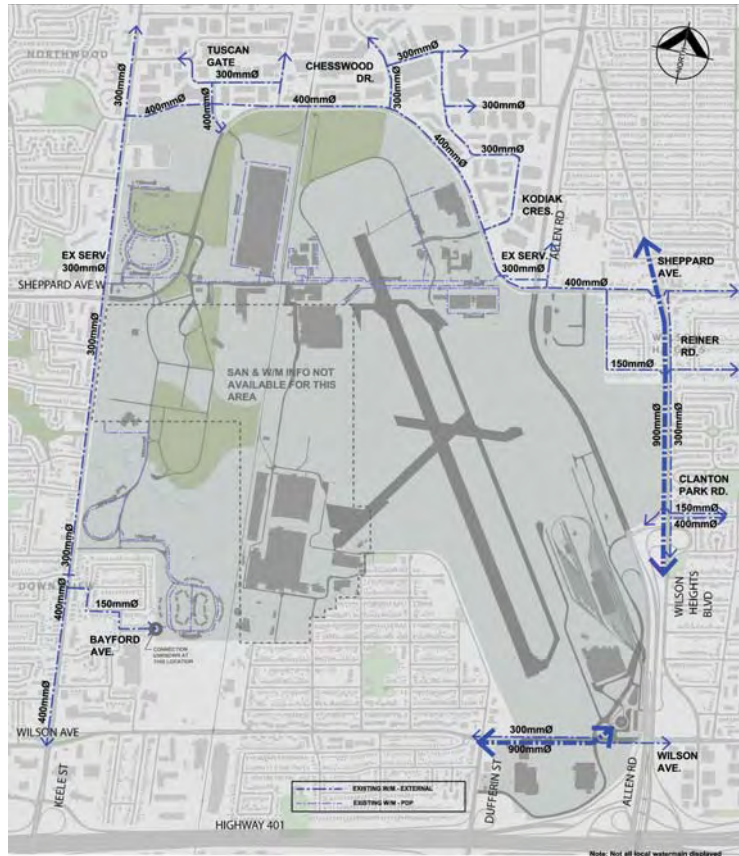 NORTHWOOD
TUSCAN
GATE
300mmØ
400mmØ
400mmØ
300mmØ
400mmØ
CHESSWOOD
DR.
300mmØ
300mmØ
300mmØ
300mmØ
400mmØ
NORTH
KODIAK
CRES.
ALLEN RD
EX SERV.
300mmØ
SHEPPARD AVE W
EX SERV.
300mmØ
400mmØ
SHEPPARD
AVE.
REINER
RD.
150mmØ
300mmØ
SAN & W/M INFO NOT
AVAILABLE FOR THIS
AREA
900mmØ
300mmØ
CLANTON
PARK RD.
150mmØ
400mmØ
WILSON
HEIGHTS
BLVD
300mmØ
400mmØ
150mmØ
BAYFORD
AVE.
CONNECTION
UNKNOWN AT
THIS LOCATION
400mmØ
WILSON AVE
300mmØ
900mmØ
WILSON
AVE.
KEELE ST
DUFFERIN ST
ALLEN RD
EXISTING W/M - EXTERNAL
EXISTING W/M - PDP
HIGHWAY 401
Note: Not all local watermain displayed